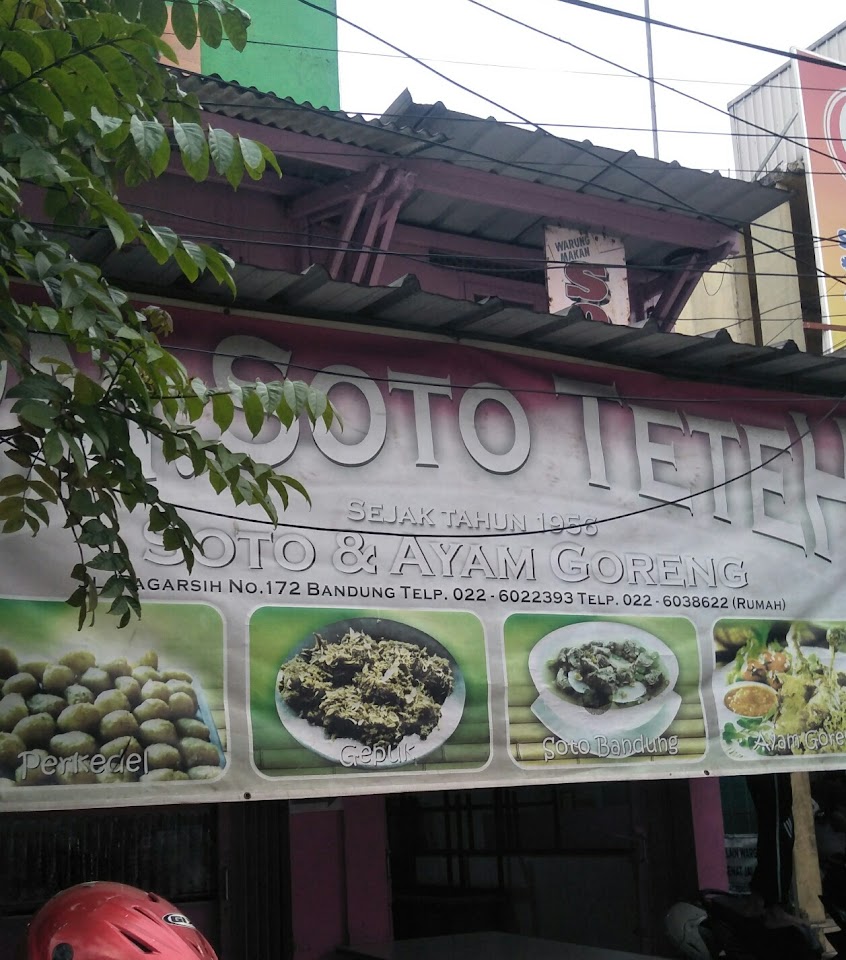 WARUNG
MAKAN
SOTO TETEH
SEJAK TAHUN 1956
SOTO & AYAM GORENG
AGARSIH NO.172 BANDUNG TELP. 022 - 6022393 TELP. 022 - 6038622 (RUMAH)
Perkedel
Gepuk
Soto Bandung
Ayam Gore